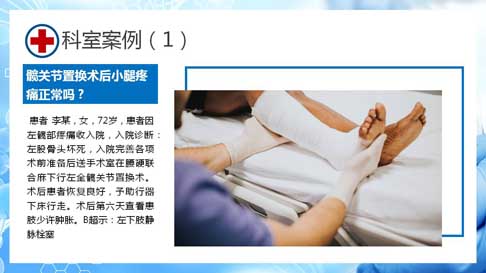 科室案例（1）
髋关节置换术后小腿疼
痛正常吗？
患者 李某，女，72岁，患者因
左髋部疼痛收入院，入院诊断：
左股骨头坏死，入院完善各项
术前准备后送手术室在腰硬联
合麻下行左全髋关节置换术。
术后患者恢复良好，予助行器
下床行走。术后第六天查看患
肢少许肿胀。B超示：左下肢静
脉栓塞